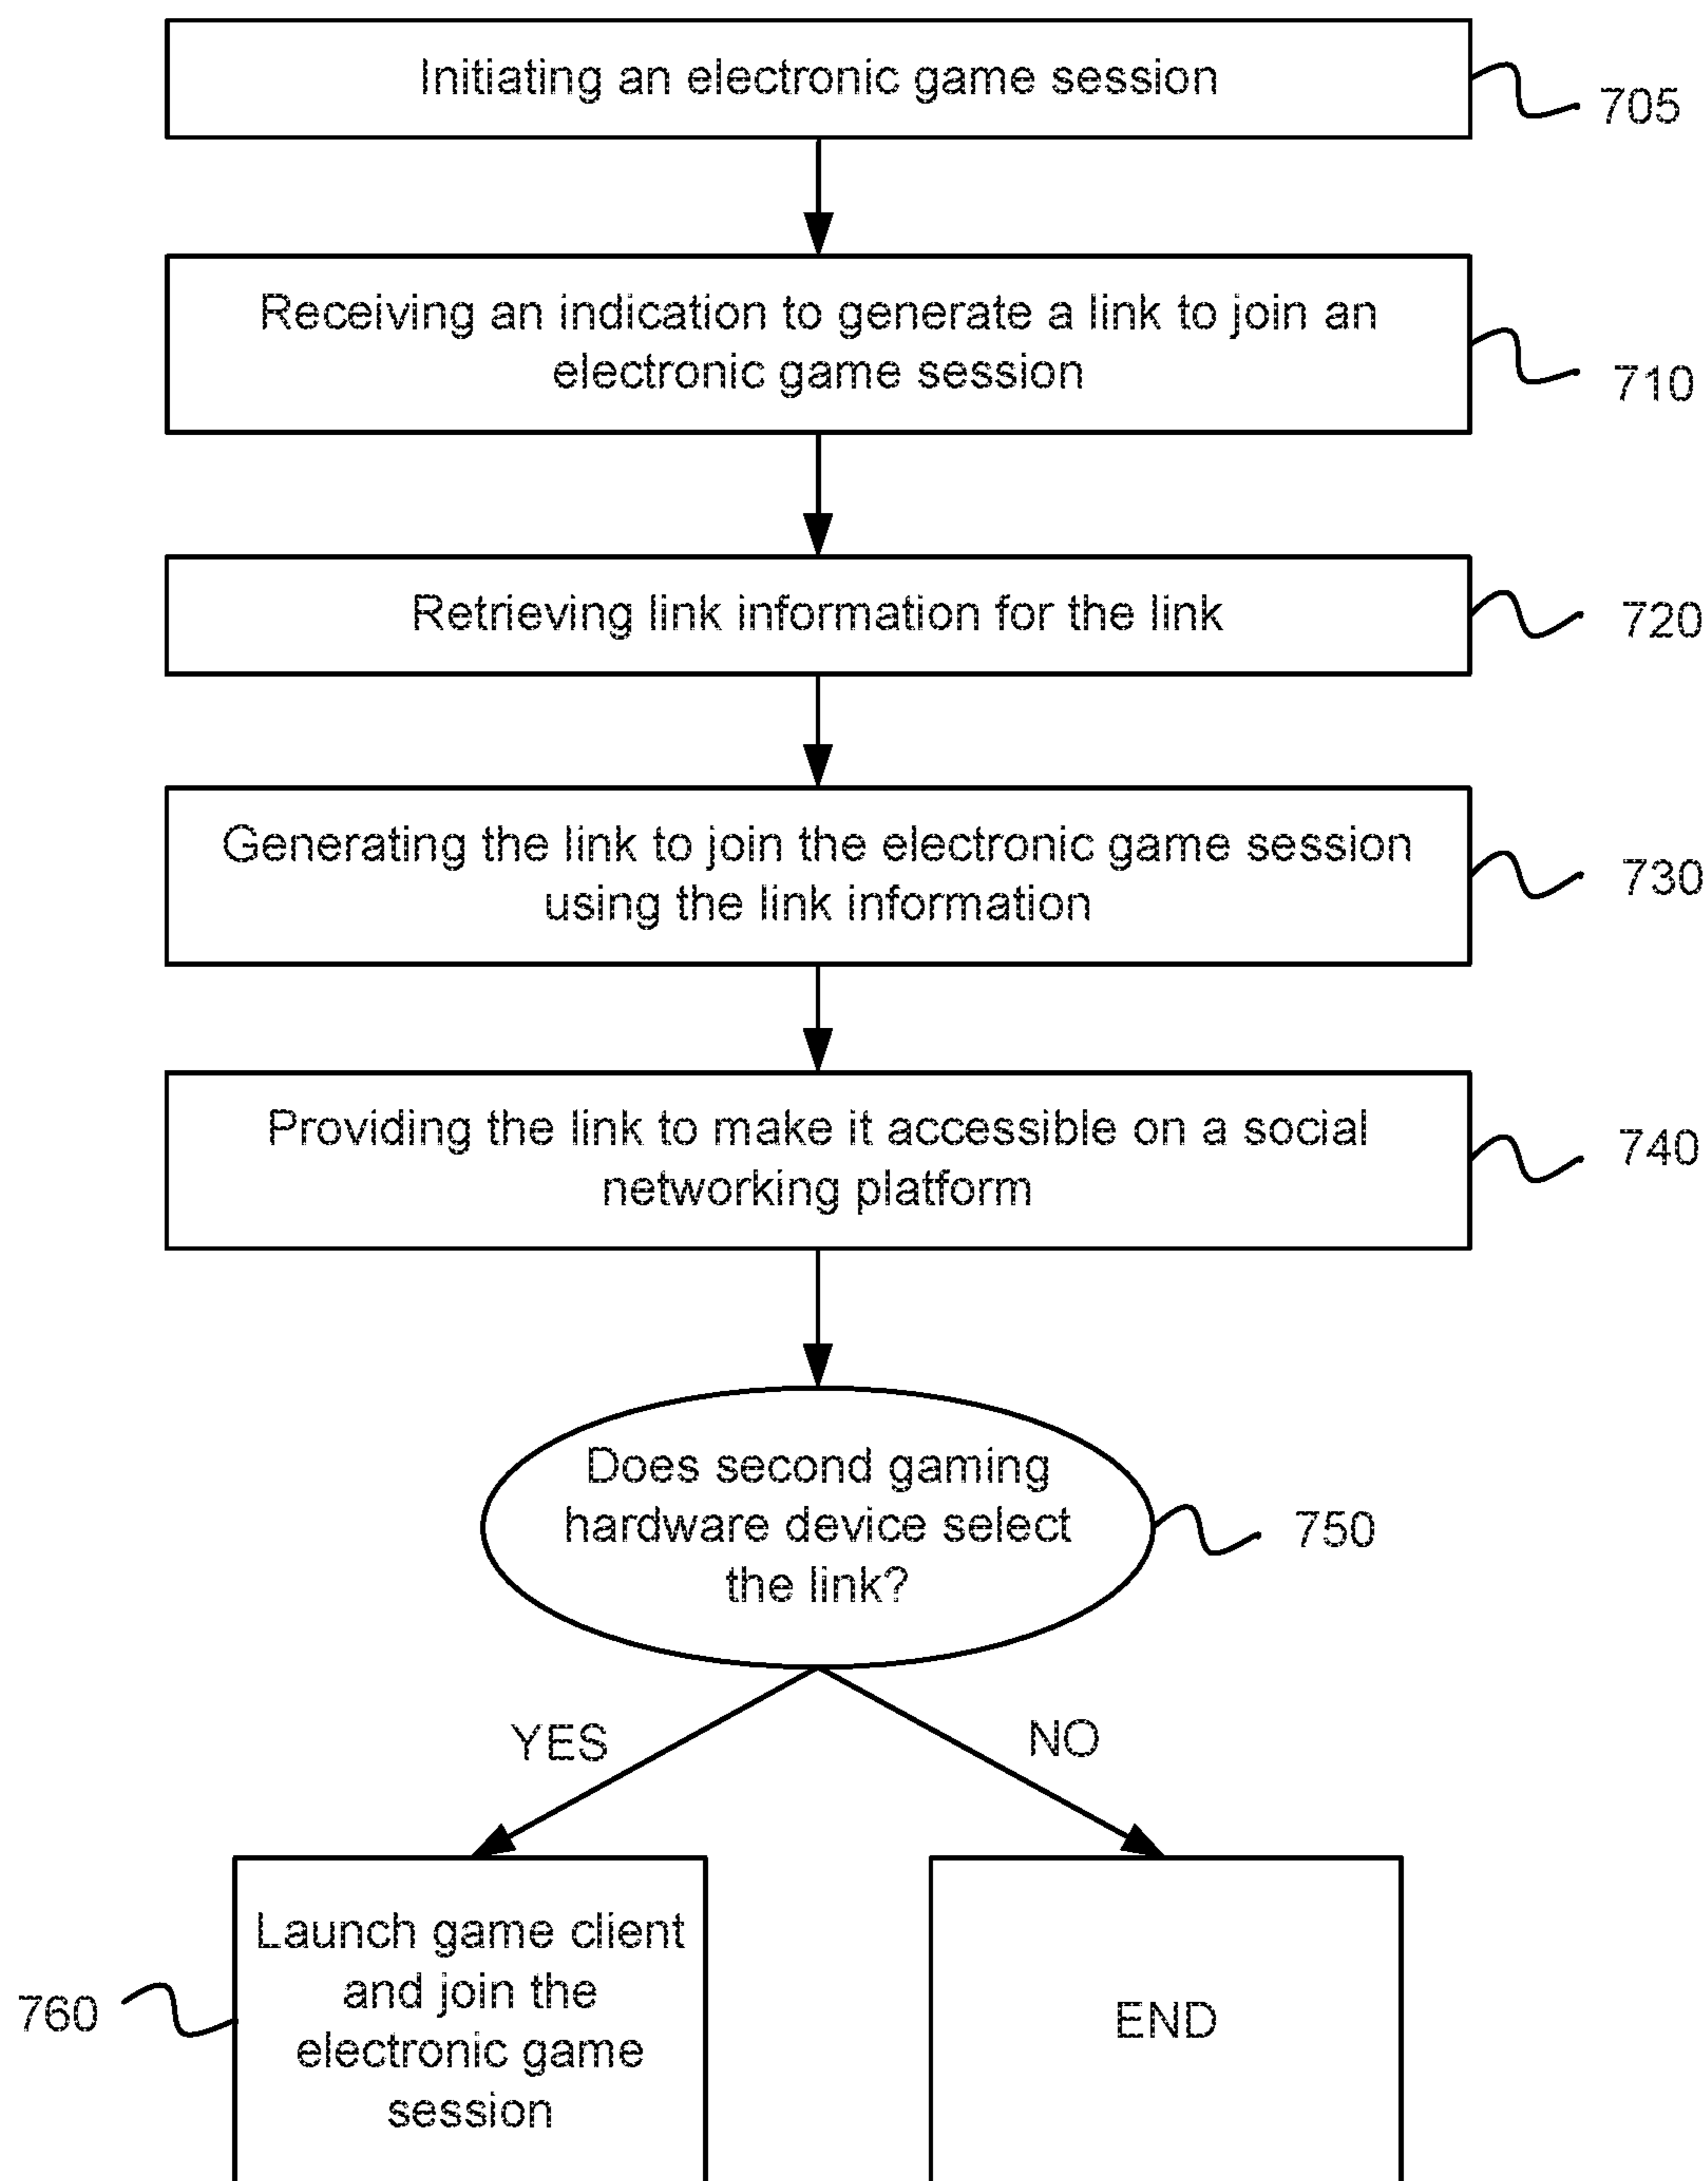 Initiating an electronic game session
705
Receiving an indication to generate a link to join an
electronic game session
710
Retrieving link information for the link
720
Generating the link to join the electronic game session
using the link information
730
Providing the link to make it accessible on a social
networking platform
740
Does second gaming
hardware device select
the link?
750
YES
NO
Launch game client
and join the
electronic game
session
760
END